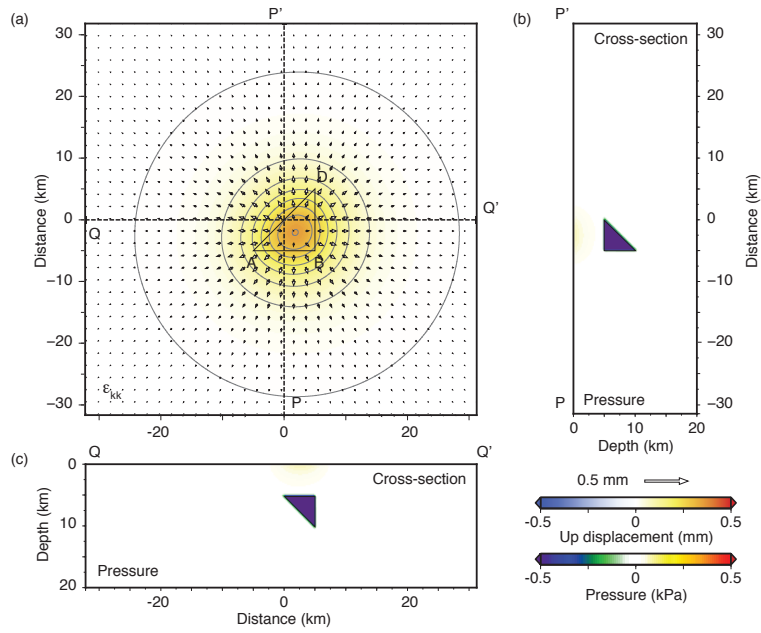 (a)
P'
30
20
10
0
−10
−20
−30
Distance (km)
D
Q
Q'
A
B
εkk
P
-20
0
20
(b)
P'
Cross-section
30
20
10
0
−10
−20
−30
Distance (km)
P
Pressure
0
10
20
Depth (km)
(c)
Q
Q'
0
10
20
Depth (km)
Cross-section
Pressure
-20
0
20
Distance (km)
0.5 mm
-0.5
0
0.5
Up displacement (mm)
-0.5
0
0.5
Pressure (kPa)